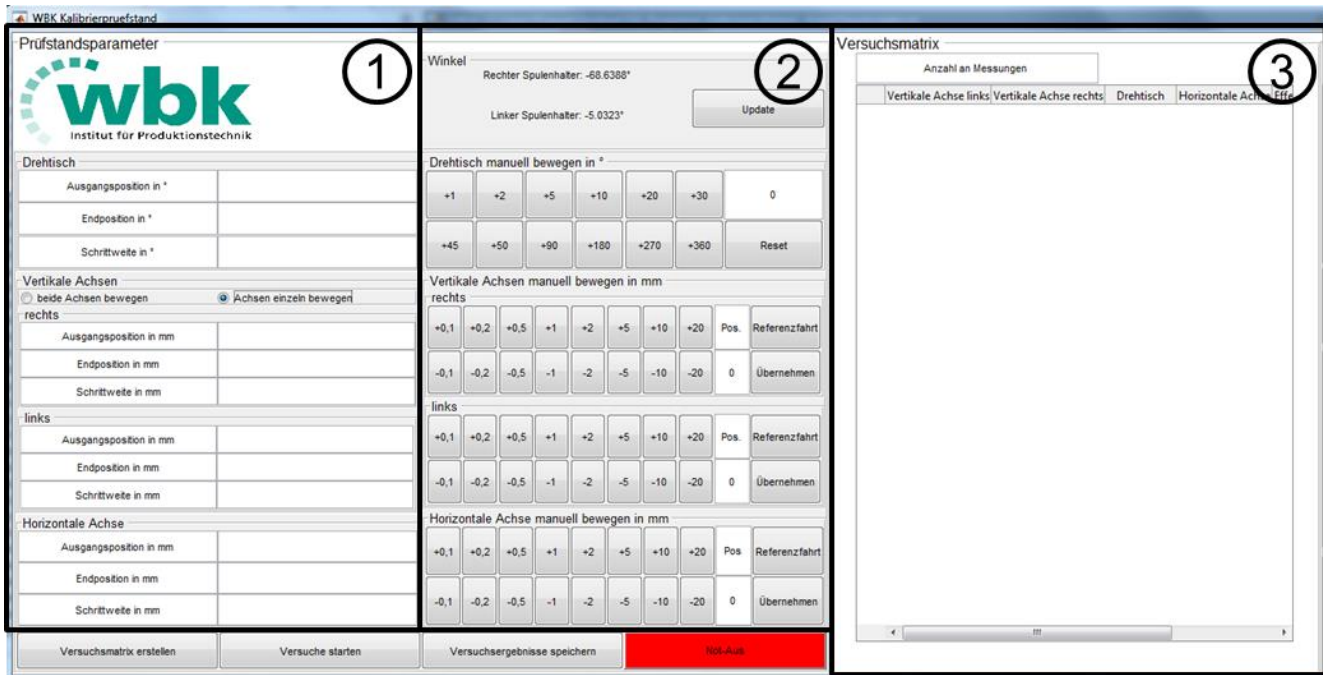 WBK Kalibrierpruefstand
Prüfstandsparameter
1
wbk
Institut für Produktionstechnik
Drehtisch
Ausgangsposition in °
Endposition in °
Schrittweite in °
Vertikale Achsen
beide Achsen bewegen Achsen einzeln bewegen
rechts
Ausgangsposition in mm
Endposition in mm
Schrittweite in mm
links
Ausgangsposition in mm
Endposition in mm
Schrittweite in mm
Horizontale Achse
Ausgangsposition in mm
Endposition in mm
Schrittweite in mm
2
Winkel
Rechter Spulenhalter: -68.6388°
Linker Spulenhalter: -5.0323°
Update
Drehtisch manuell bewegen in °
+1 +2 +5 +10 +20 +30 0
+45 +50 +90 +180 +270 +360 Reset
Vertikale Achsen manuell bewegen in mm
rechts
+0,1 +0,2 +0,5 +1 +2 +5 +10 +20 Pos. Referenzfahrt
-0,1 -0,2 -0,5 -1 -2 -5 -10 -20 0 Übernehmen
links
+0,1 +0,2 +0,5 +1 +2 +5 +10 +20 Pos. Referenzfahrt
-0,1 -0,2 -0,5 -1 -2 -5 -10 -20 0 Übernehmen
Horizontale Achse manuell bewegen in mm
+0,1 +0,2 +0,5 +1 +2 +5 +10 +20 Pos Referenzfahrt
-0,1 -0,2 -0,5 -1 -2 -5 -10 -20 0 Übernehmen
Versuchsmatrix
3
Anzahl an Messungen
Vertikale Achse links Vertikale Achse rechts Drehtisch Horizontale Achse Effe
Versuchsmatrix erstellen Versuche starten Versuchsergebnisse speichern Not-Aus